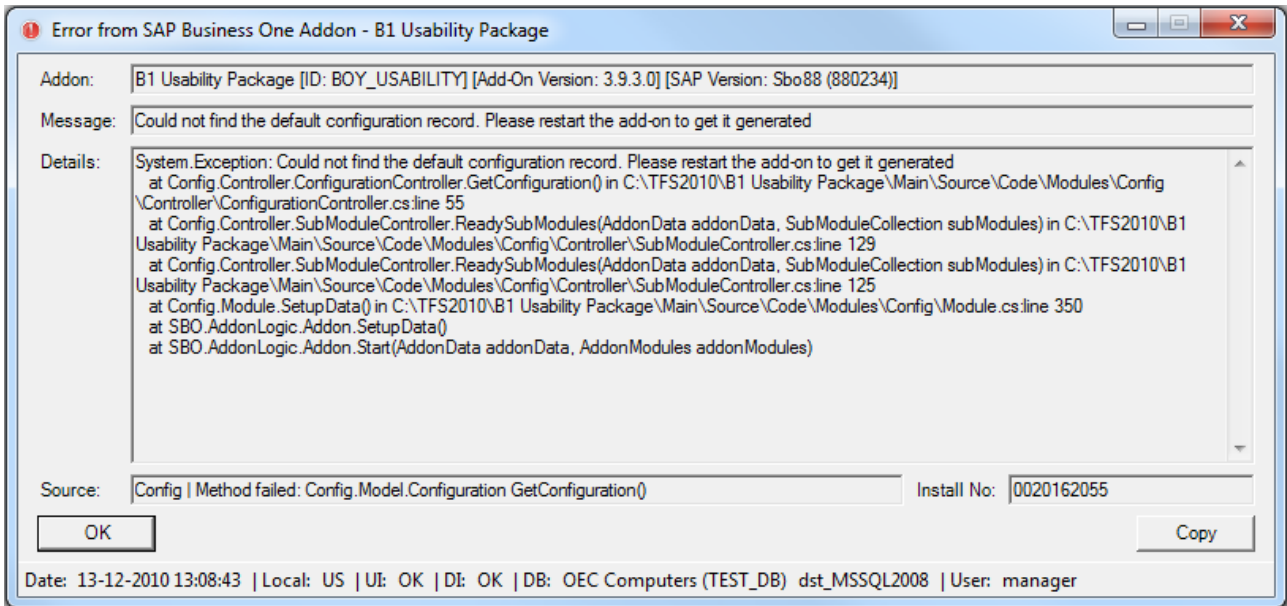 Error from SAP Business One Addon - B1 Usability Package
Addon: B1 Usability Package [ID: BOY_USABILITY] [Add-On Version: 3.9.3.0] [SAP Version: Sbo88 (880234)]
Message: Could not find the default configuration record. Please restart the add-on to get it generated
Details: System.Exception: Could not find the default configuration record. Please restart the add-on to get it generated
at Config.Controller.ConfigurationController.GetConfiguration() in C:\TFS2010\B1 Usability Package\Main\Source\Code\Modules\Config
\Controller\ConfigurationController.cs:line 55
at Config.Controller.SubModuleController.ReadySubModules(AddonData addonData, SubModuleCollection subModules) in C:\TFS2010\B1
Usability Package\Main\Source\Code\Modules\Config\Controller\SubModuleController.cs:line 129
at Config.Controller.SubModuleController.ReadySubModules(AddonData addonData, SubModuleCollection subModules) in C:\TFS2010\B1
Usability Package\Main\Source\Code\Modules\Config\Controller\SubModuleController.cs:line 125
at Config.Module.SetupData() in C:\TFS2010\B1 Usability Package\Main\Source\Code\Modules\Config\Module.cs:line 350
at SBO.AddonLogic.Addon.SetupData()
at SBO.AddonLogic.Addon.Start(AddonData addonData, AddonModules addonModules)
Source: Config | Method failed: Config.Model.Configuration GetConfiguration() Install No: 0020162055
OK Copy
Date: 13-12-2010 13:08:43 | Local: US | UI: OK | DI: OK | DB: OEC Computers (TEST_DB) dst_MSSQL2008 | User: manager